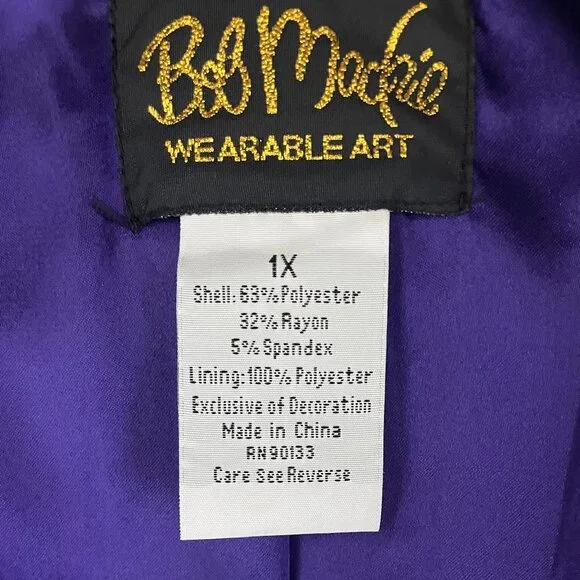 Bob Mackie
WEARABLE ART
1X
Shell:63%Polyester
32%Rayon
5%Spandex
Lining:100%Polyester
Exclusive of Decoration
Made in China
RN90133
Care See Reverse